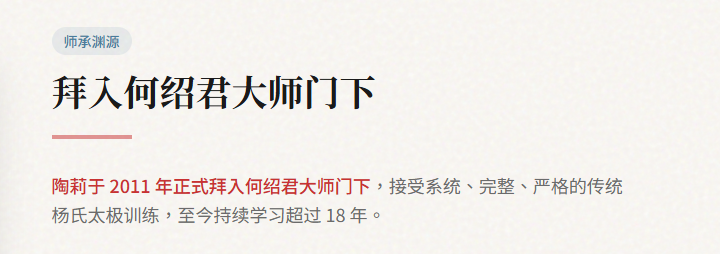 师承渊源
拜入何绍君大师门下
陶莉于 2011 年正式拜入何绍君大师门下，接受系统、完整、严格的传统
杨氏太极训练，至今持续学习超过 18 年。